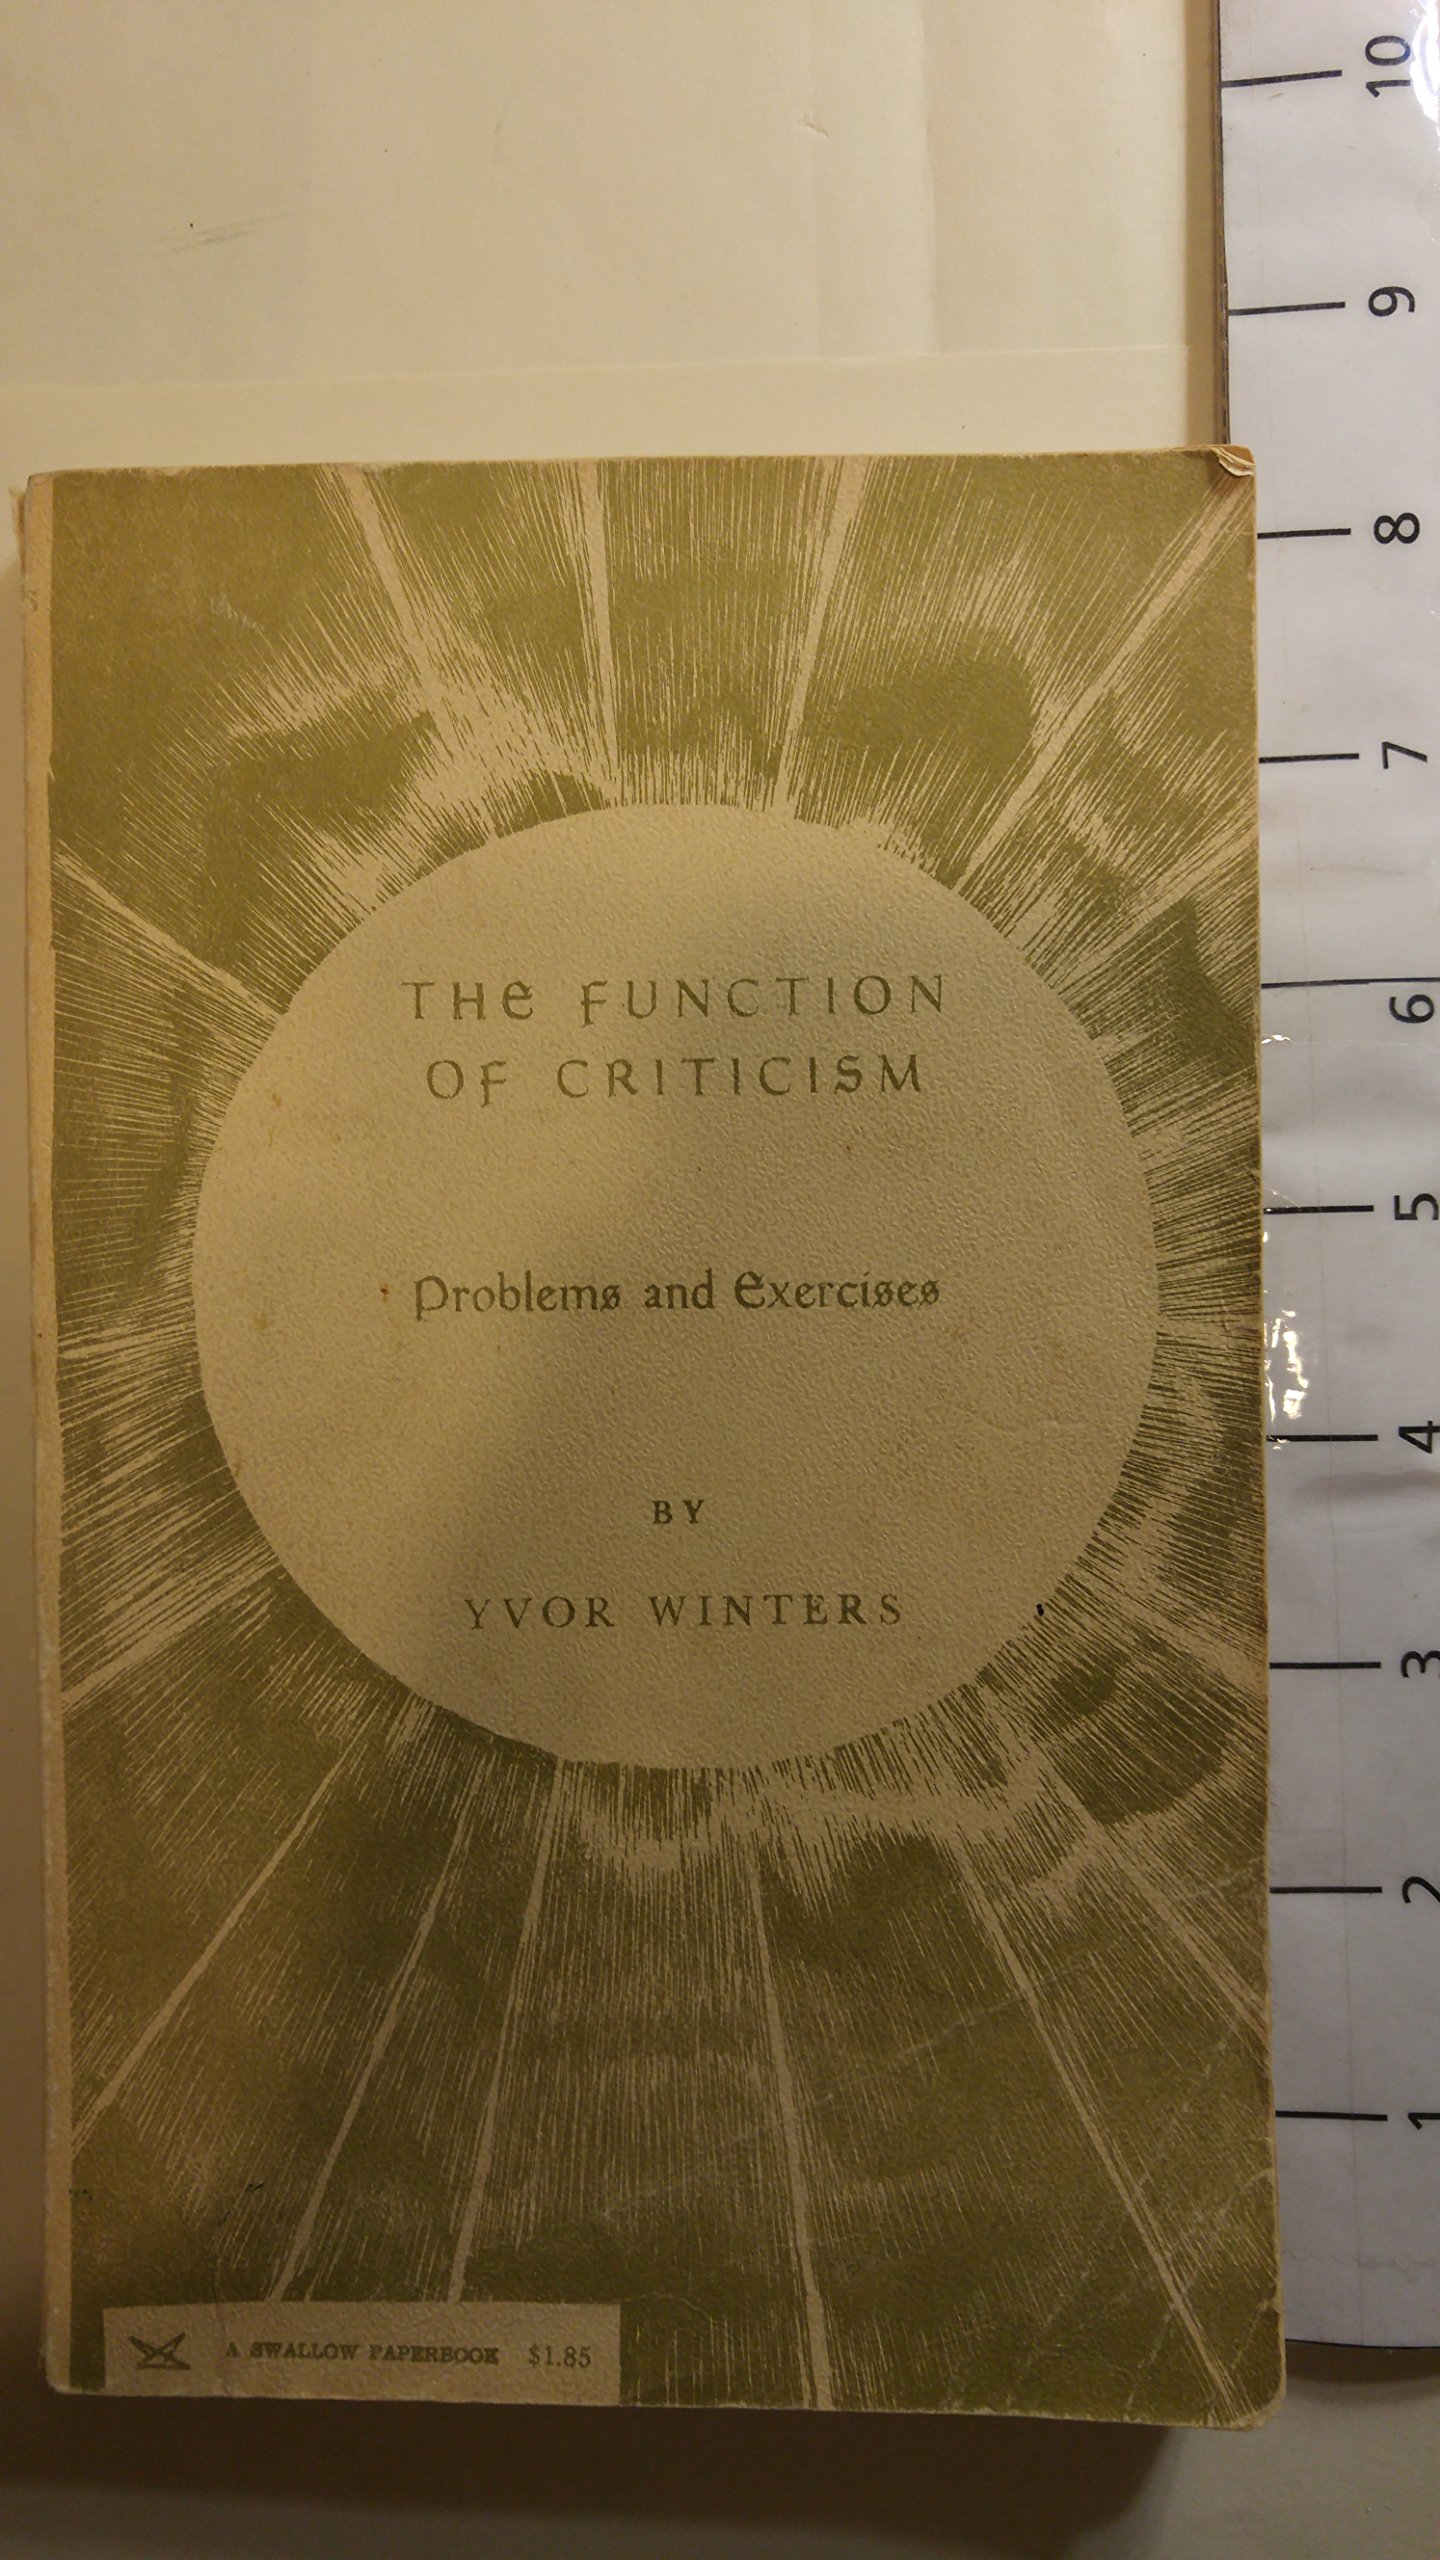 THE FUNCTION
OF CRITICISM
Problems and Exercises
BY
YVOR WINTERS
A SWALLOW PAPERBOOK $1.85
10
9
8
7
6
5
4
3
2
1